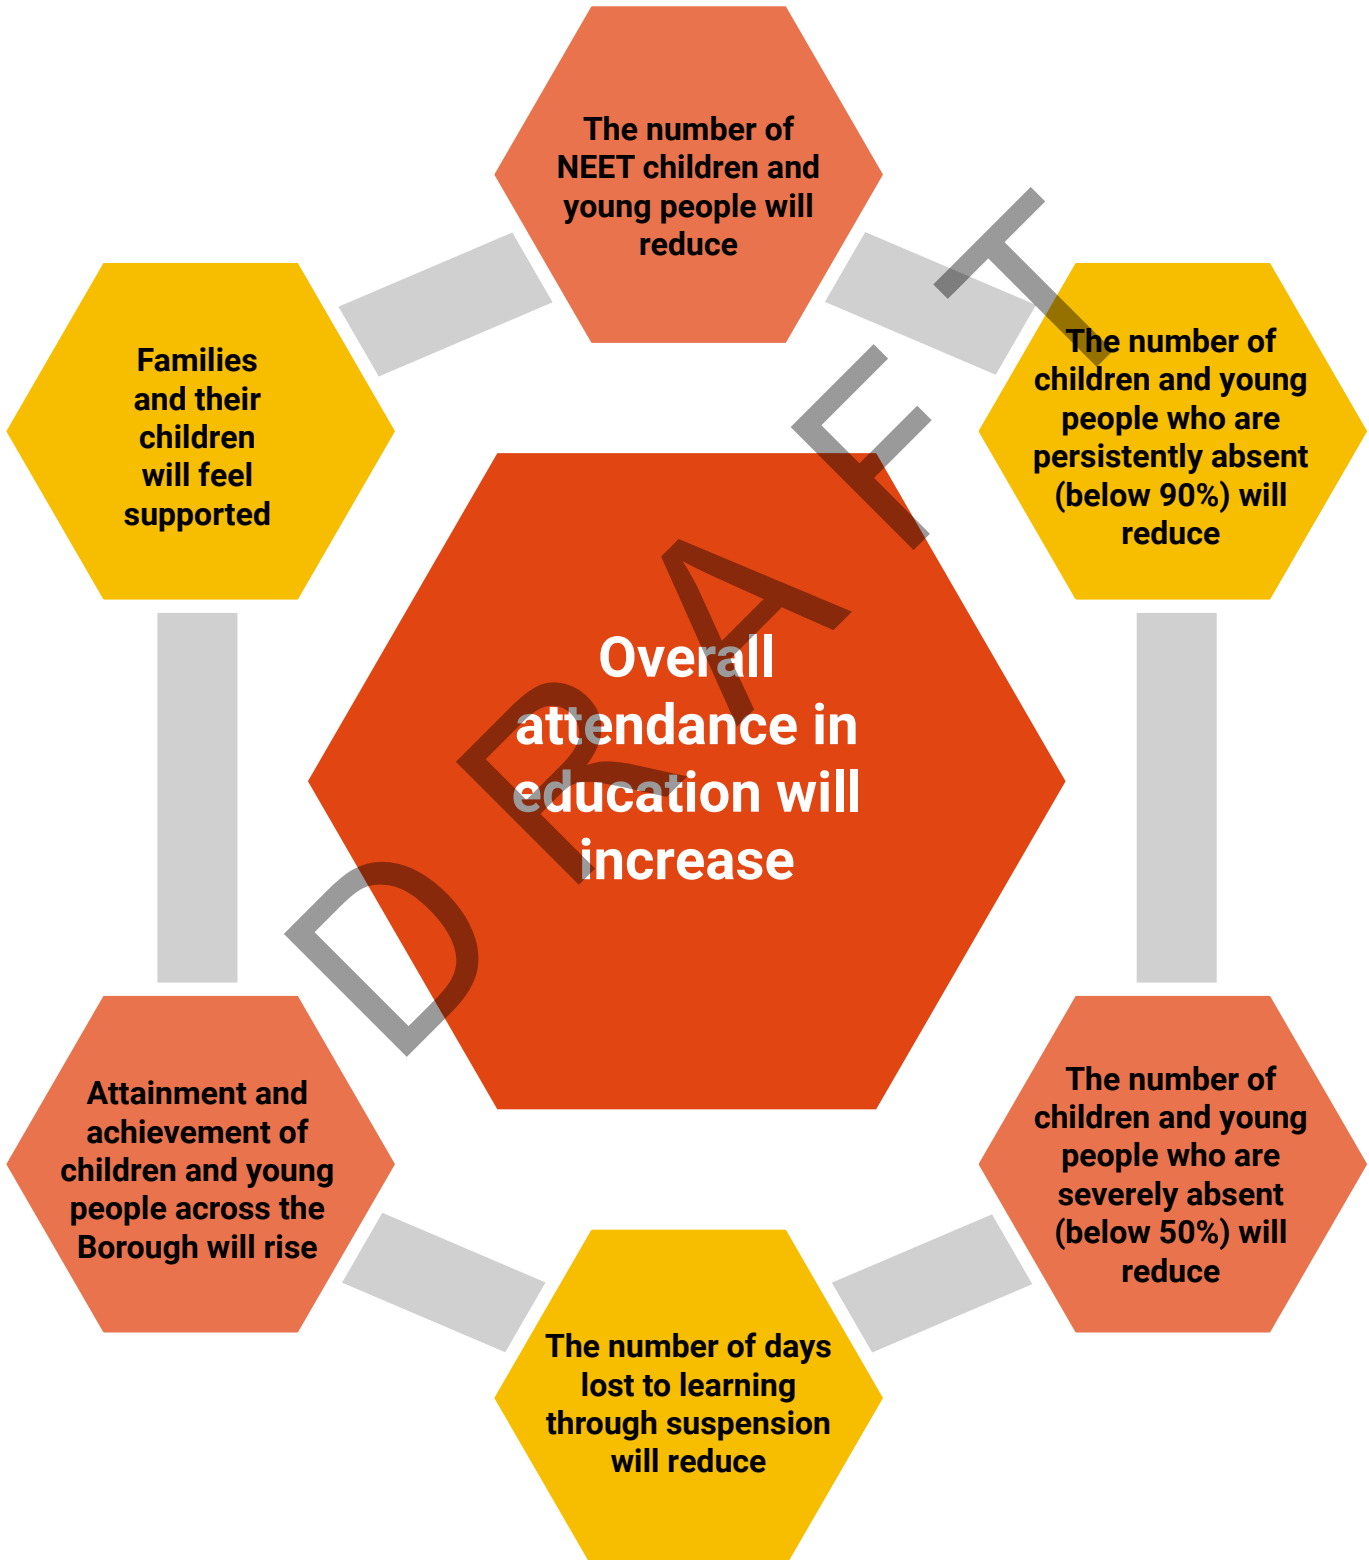 The number of
NEET children and
young people will
reduce
Families
and their
children
will feel
supported
The number of
children and young
people who are
persistently absent
(below 90%) will
reduce
Overall
attendance in
education will
increase
Attainment and
achievement of
children and young
people across the
Borough will rise
The number of
children and young
people who are
severely absent
(below 50%) will
reduce
The number of days
lost to learning
through suspension
will reduce
DRAFT